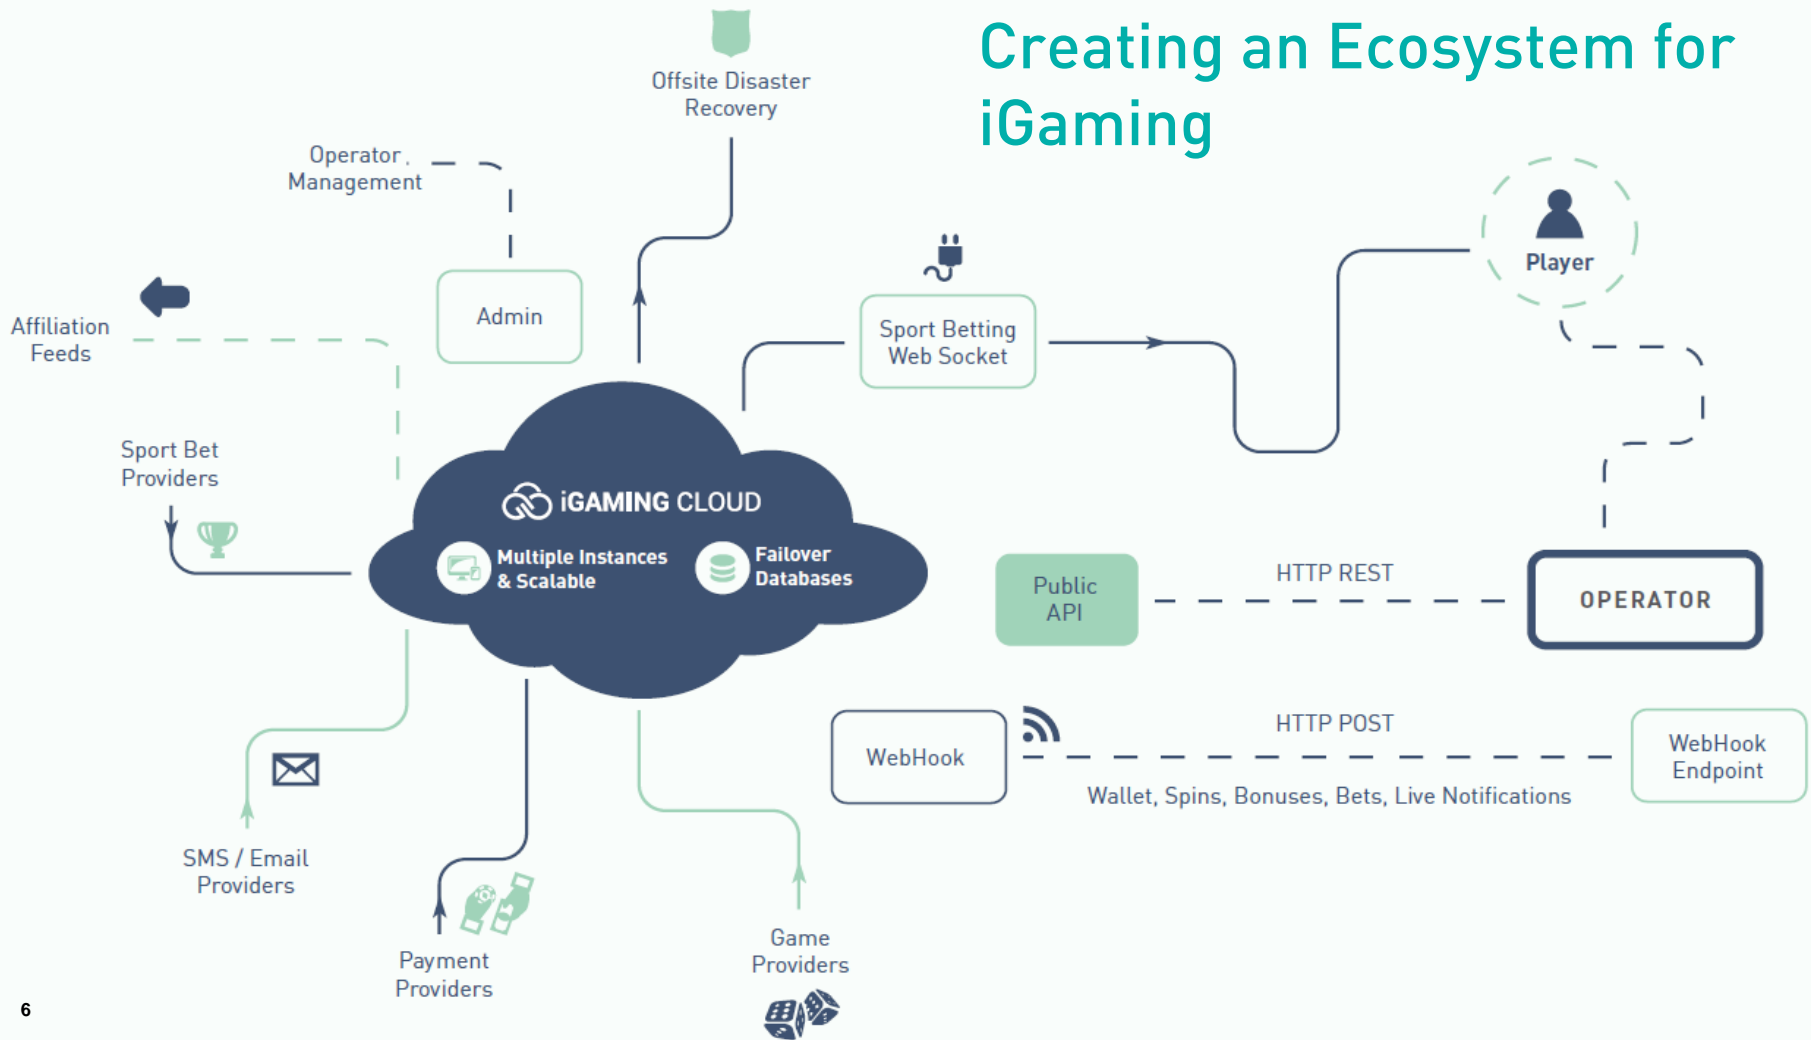 Creating an Ecosystem for
iGaming
Offsite Disaster
Recovery
Operator
Management
Admin
Affiliation
Feeds
Sport Betting
Web Socket
Player
Sport Bet
Providers
iGAMING CLOUD
Multiple Instances
& Scalable
Failover
Databases
Public
API
HTTP REST
OPERATOR
WebHook
HTTP POST
Wallet, Spins, Bonuses, Bets, Live Notifications
WebHook
Endpoint
SMS / Email
Providers
Payment
Providers
Game
Providers
6